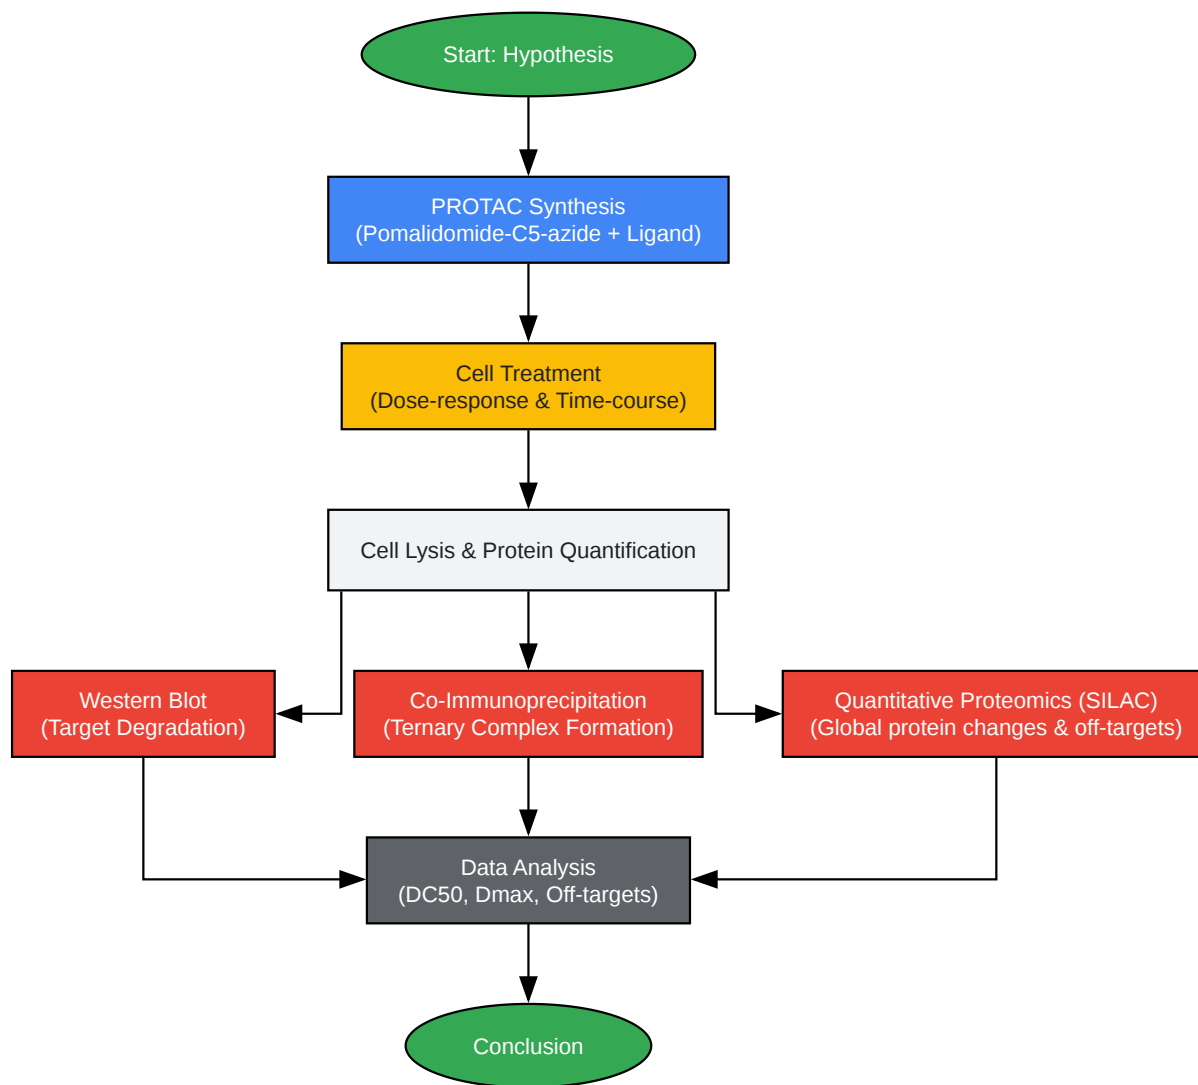 Start: Hypothesis
PROTAC Synthesis
(Pomalidomide-C5-azide + Ligand)
Cell Treatment
(Dose-response & Time-course)
Cell Lysis & Protein Quantification
Western Blot
(Target Degradation)
Co-Immunoprecipitation
(Ternary Complex Formation)
Quantitative Proteomics (SILAC)
(Global protein changes & off-targets)
Data Analysis
(DC50, Dmax, Off-targets)
Conclusion